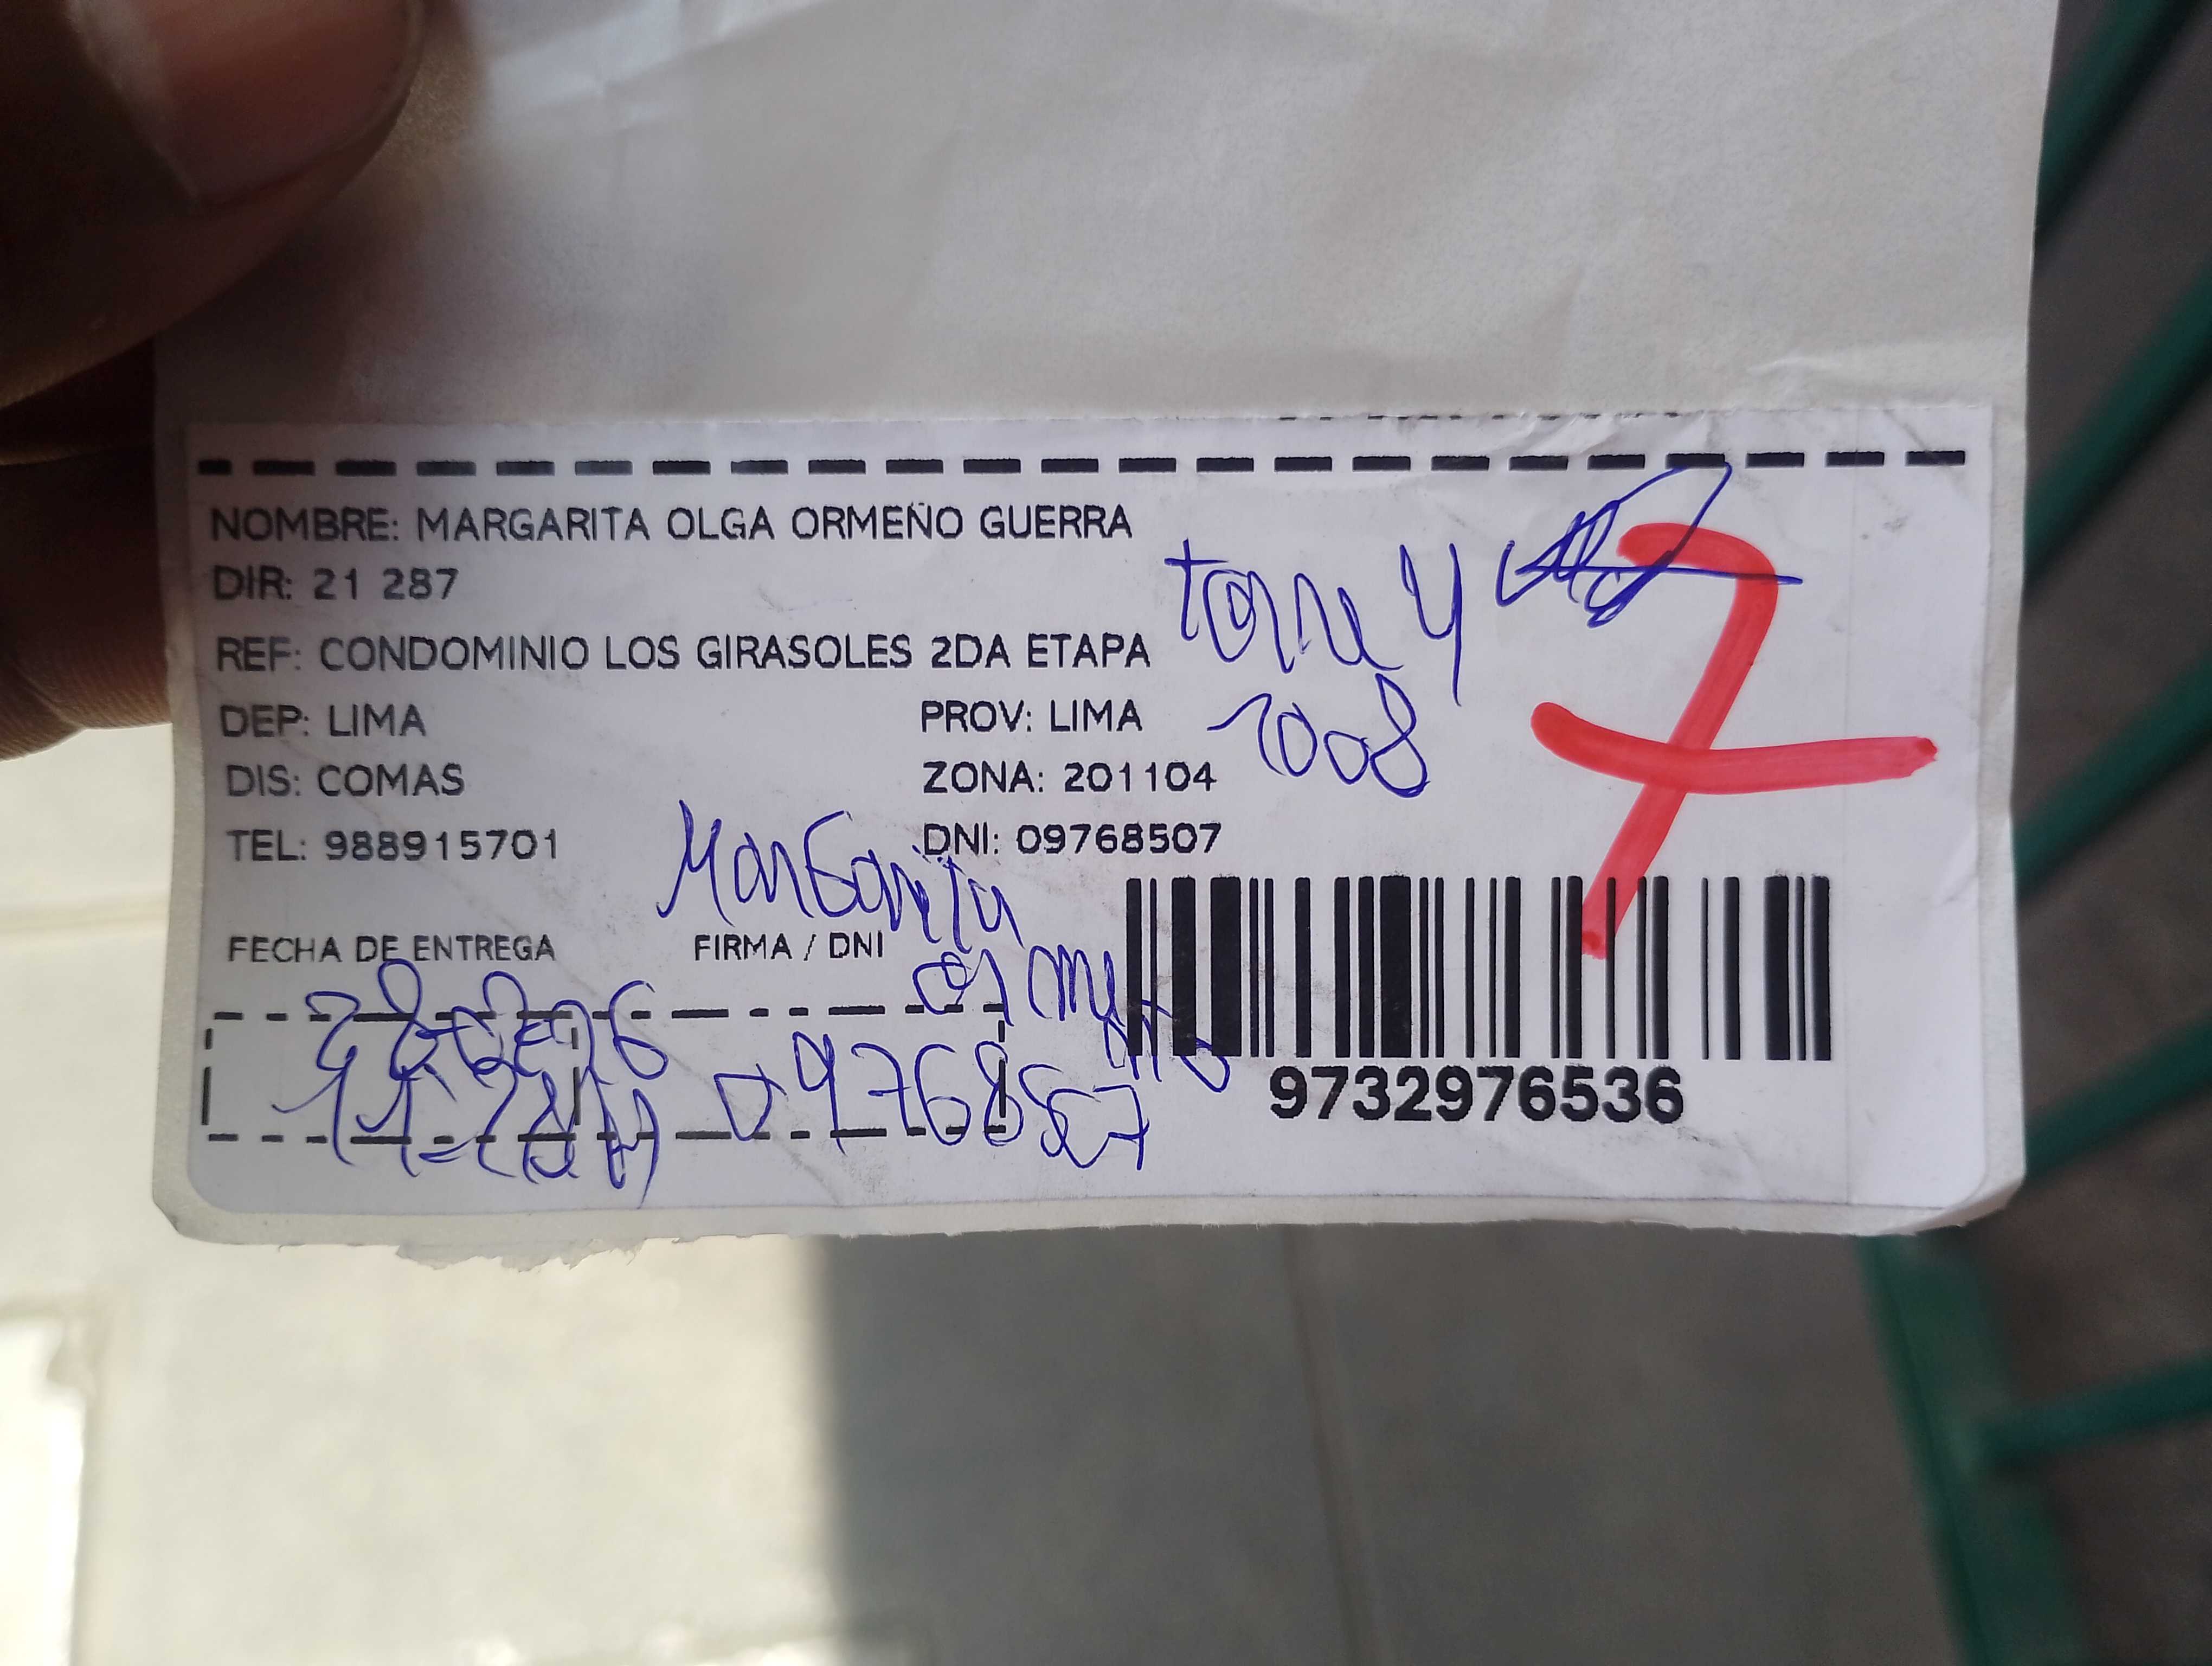 NOMBRE: MARGARITA OLGA ORMEÑO GUERRA
DIR: 21 287
torre 4
REF: CONDOMINIO LOS GIRASOLES 2DA ETAPA
DEP: LIMA PROV: LIMA
1008
7
DIS: COMAS ZONA: 201104
TEL: 988915701 DNI: 09768507
Margarita
FECHA DE ENTREGA FIRMA / DNI
ormeño
09768507
9732976536